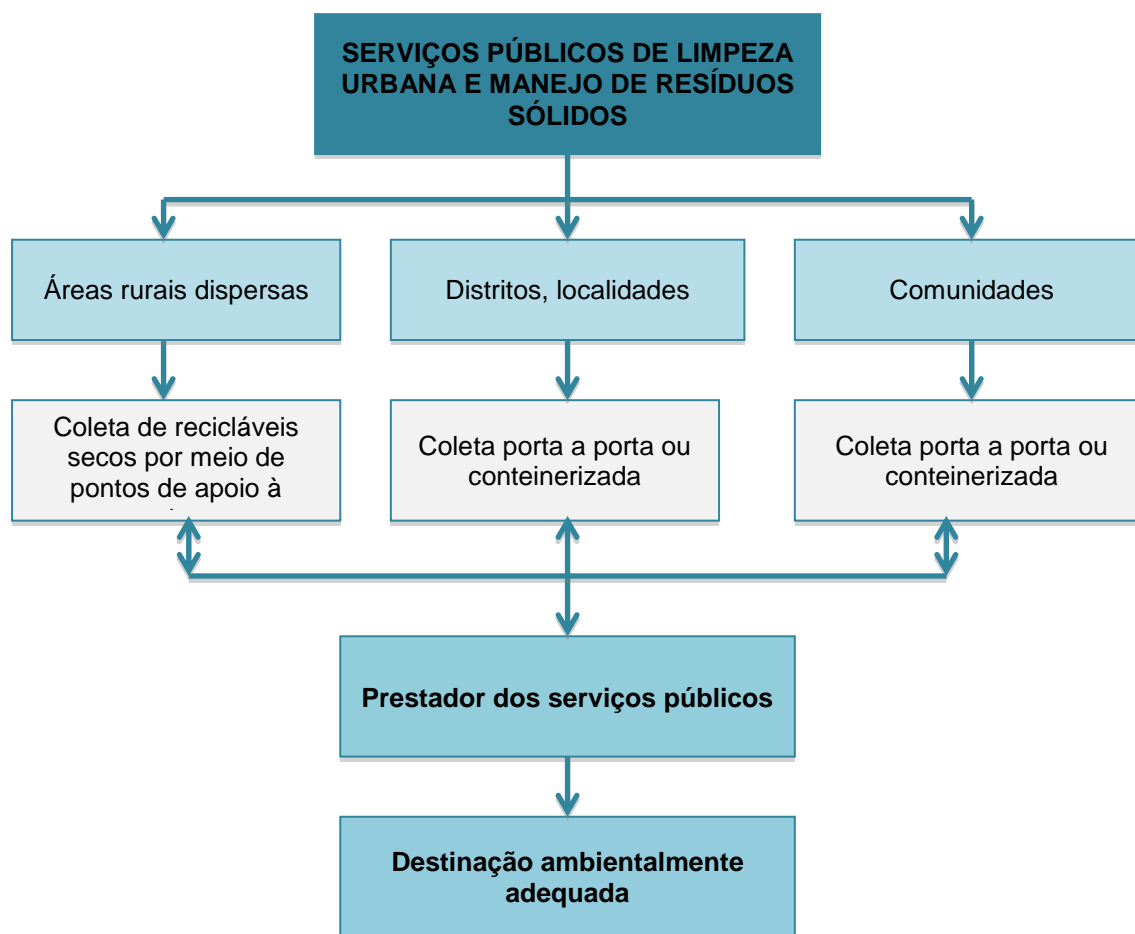 SERVIÇOS PÚBLICOS DE LIMPEZA
URBANA E MANEJO DE RESÍDUOS
SÓLIDOS
Áreas rurais dispersas
Distritos, localidades
Comunidades
Coleta de recicláveis
secos por meio de
pontos de apoio à
Coleta porta a porta ou
conteinerizada
Coleta porta a porta ou
conteinerizada
Prestador dos serviços públicos
Destinação ambientalmente
adequada